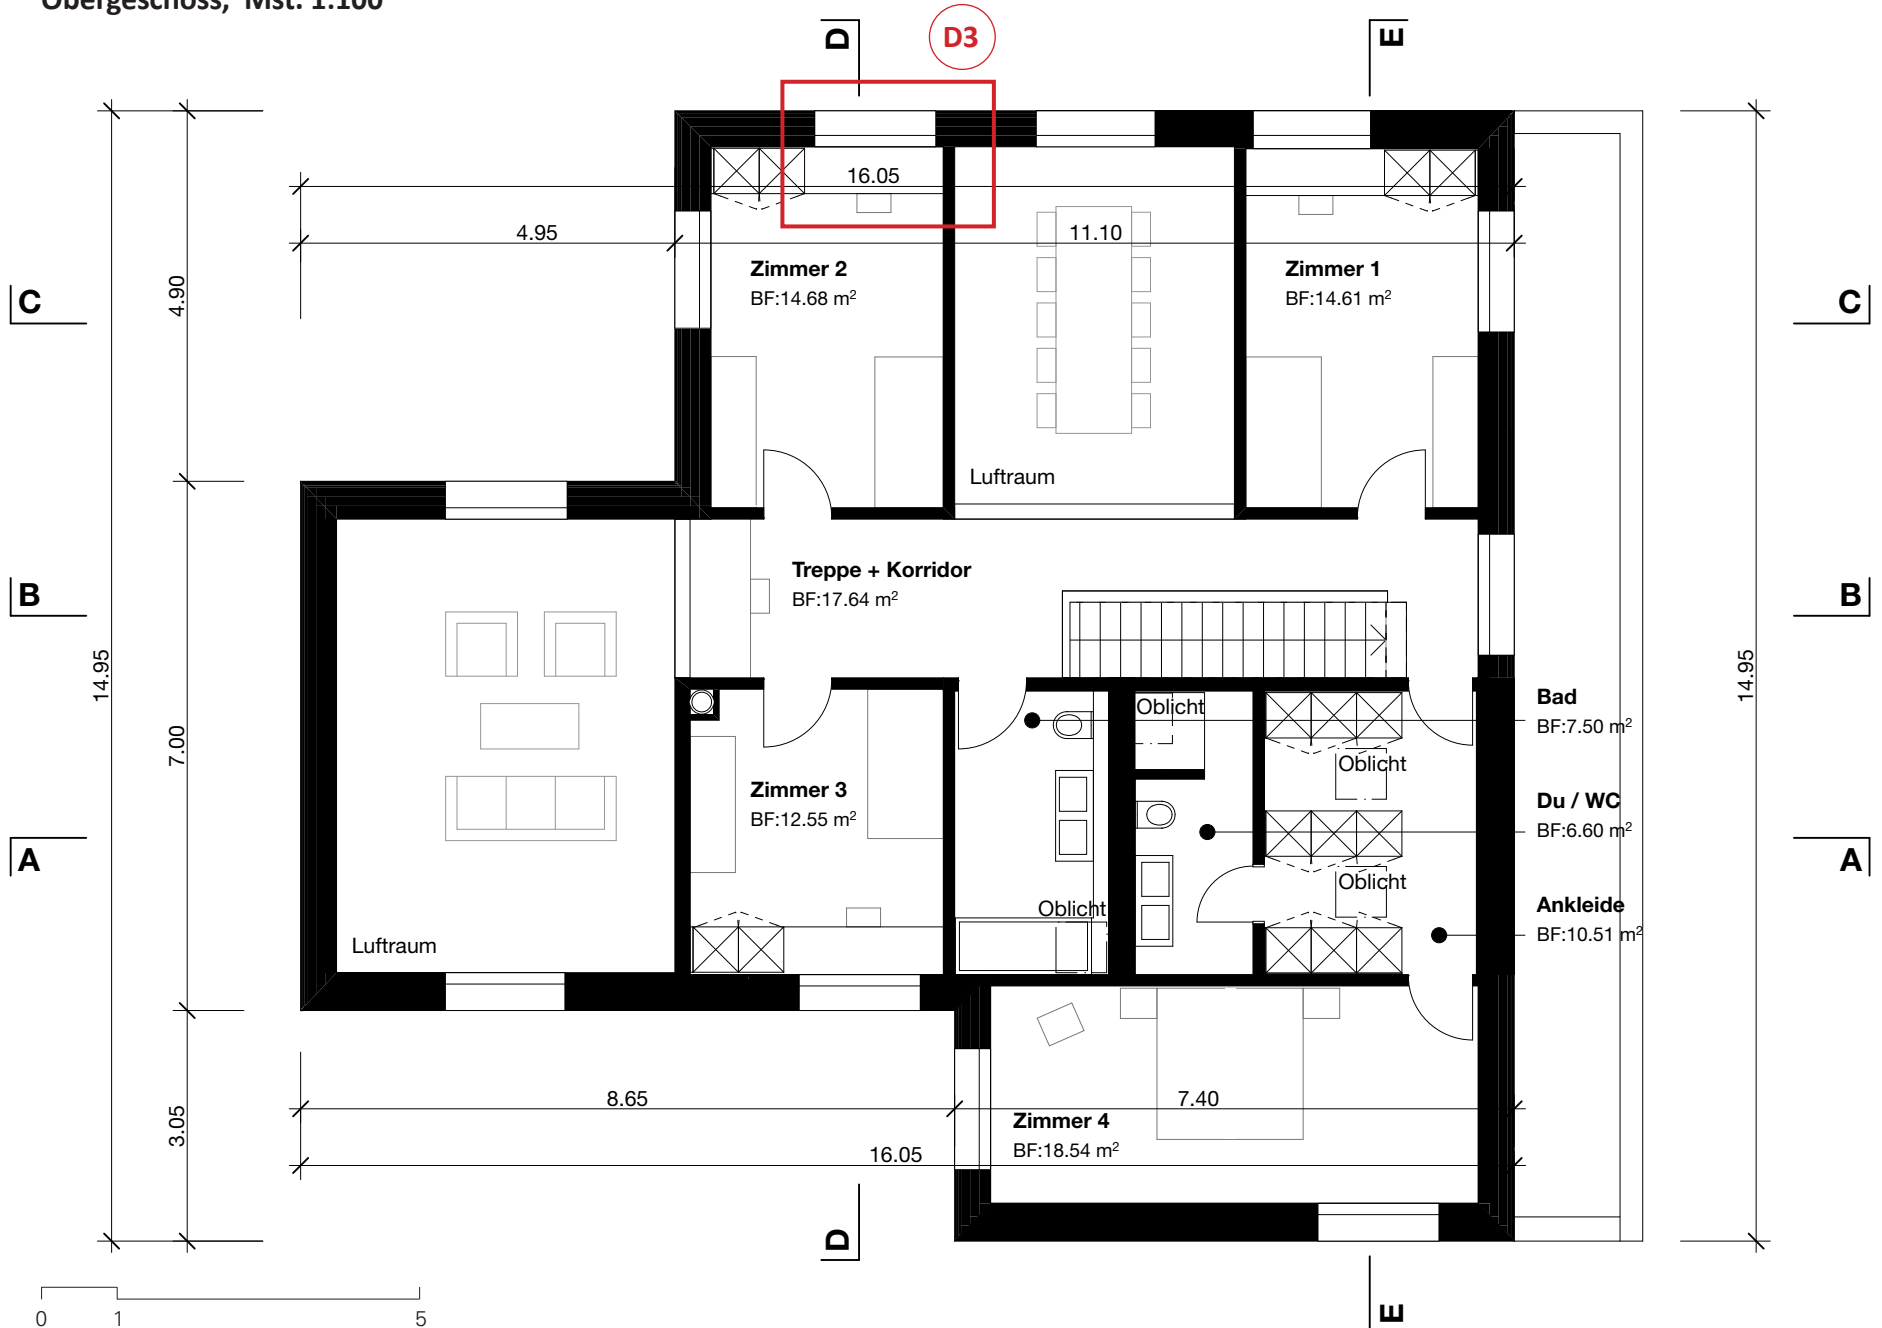 Obergeschoss, Mst. 1:100
D
D3
E
16.05
4.95
11.10
Zimmer 2
BF:14.68 m²
Zimmer 1
BF:14.61 m²
4.90
C
C
Luftraum
Treppe + Korridor
BF:17.64 m²
B
B
14.95
14.95
7.00
Oblicht
Bad
BF:7.50 m²
Oblicht
Zimmer 3
BF:12.55 m²
Du / WC
BF:6.60 m²
A
A
Oblicht
Oblicht
Ankleide
BF:10.51 m²
Luftraum
8.65
7.40
3.05
Zimmer 4
BF:18.54 m²
16.05
D
E
0 1 5